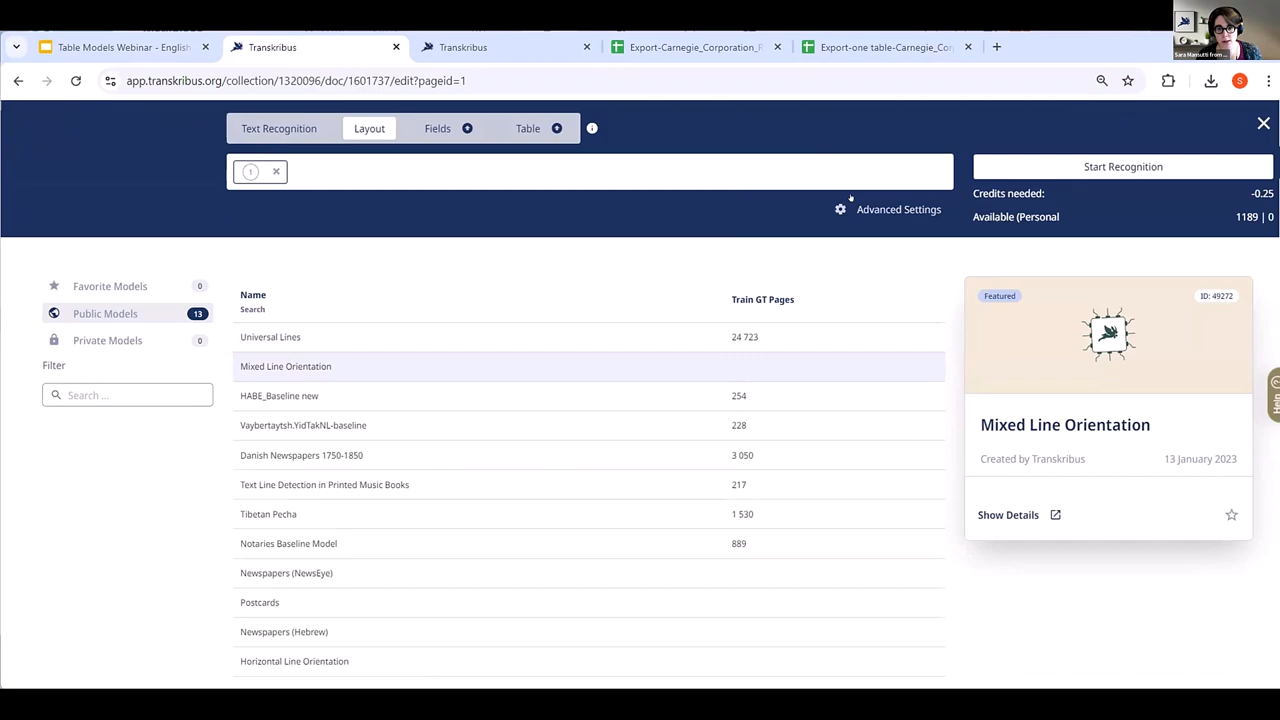 Table Models Webinar - English
Transkribus
Transkribus
Export-Carnegie_Corporation_
Export-one table-Carnegie_Cor
app.transkribus.org/collection/1320096/doc/1601737/edit?pageid=1
S
Text Recognition
Layout
Fields
Table
1
Start Recognition
Credits needed:
-0.25
Advanced Settings
Available (Personal
1189 | 0
Favorite Models
0
Public Models
13
Private Models
0
Filter
Search ...
Name
Search
Train GT Pages
Universal Lines
24 723
Mixed Line Orientation
HABE_Baseline new
254
Vaybertaytsh.YidTakNL-baseline
228
Danish Newspapers 1750-1850
3 050
Text Line Detection in Printed Music Books
217
Tibetan Pecha
1 530
Notaries Baseline Model
889
Newspapers (NewsEye)
Postcards
Newspapers (Hebrew)
Horizontal Line Orientation
Featured
ID: 49272
Mixed Line Orientation
Created by Transkribus
13 January 2023
Show Details
Help